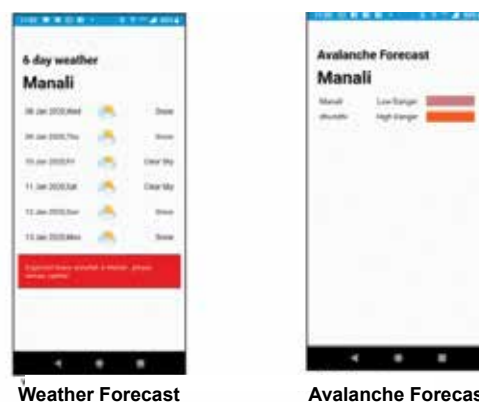 6 day weather
Manali
08 Jan 2020,Wed Snow
09 Jan 2020,Thu Snow
10 Jan 2020,Fri Clear Sky
11 Jan 2020,Sat Clear Sky
12 Jan 2020,Sun Snow
13 Jan 2020,Mon Snow
Weather Forecast
Avalanche Forecast
Manali
Manali Low Danger
dhundhi High Danger
Avalanche Forecas